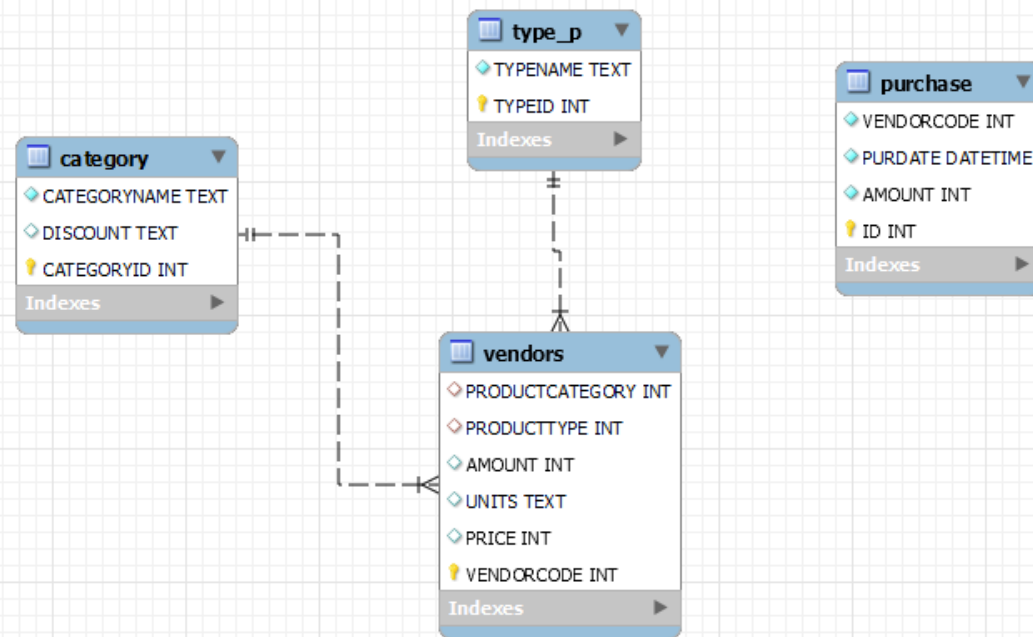 type_p
TYPENAME TEXT
TYPEID INT
Indexes
purchase
VENDORCODE INT
PURDATE DATETIME
AMOUNT INT
ID INT
Indexes
category
CATEGORYNAME TEXT
DISCOUNT TEXT
CATEGORYID INT
Indexes
vendors
PRODUCTCATEGORY INT
PRODUCTTYPE INT
AMOUNT INT
UNITS TEXT
PRICE INT
VENDORCODE INT
Indexes